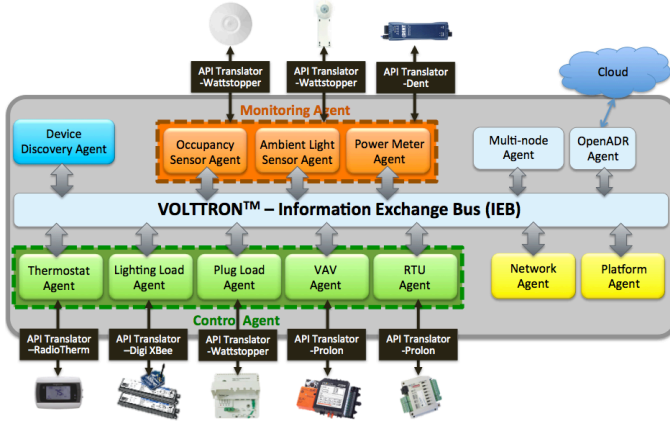 API Translator
-Wattstopper
API Translator
-Wattstopper
API Translator
-Dent
Cloud
Monitoring Agent
Device
Discovery Agent
Occupancy
Sensor Agent
Ambient Light
Sensor Agent
Power Meter
Agent
Multi-node
Agent
OpenADR
Agent
VOLTTRON™ – Information Exchange Bus (IEB)
Thermostat
Agent
Lighting Load
Agent
Plug Load
Agent
VAV
Agent
RTU
Agent
Network
Agent
Platform
Agent
Control Agent
API Translator
–RadioTherm
API Translator
–Digi XBee
API Translator
-Wattstopper
API Translator
-Prolon
API Translator
-Prolon